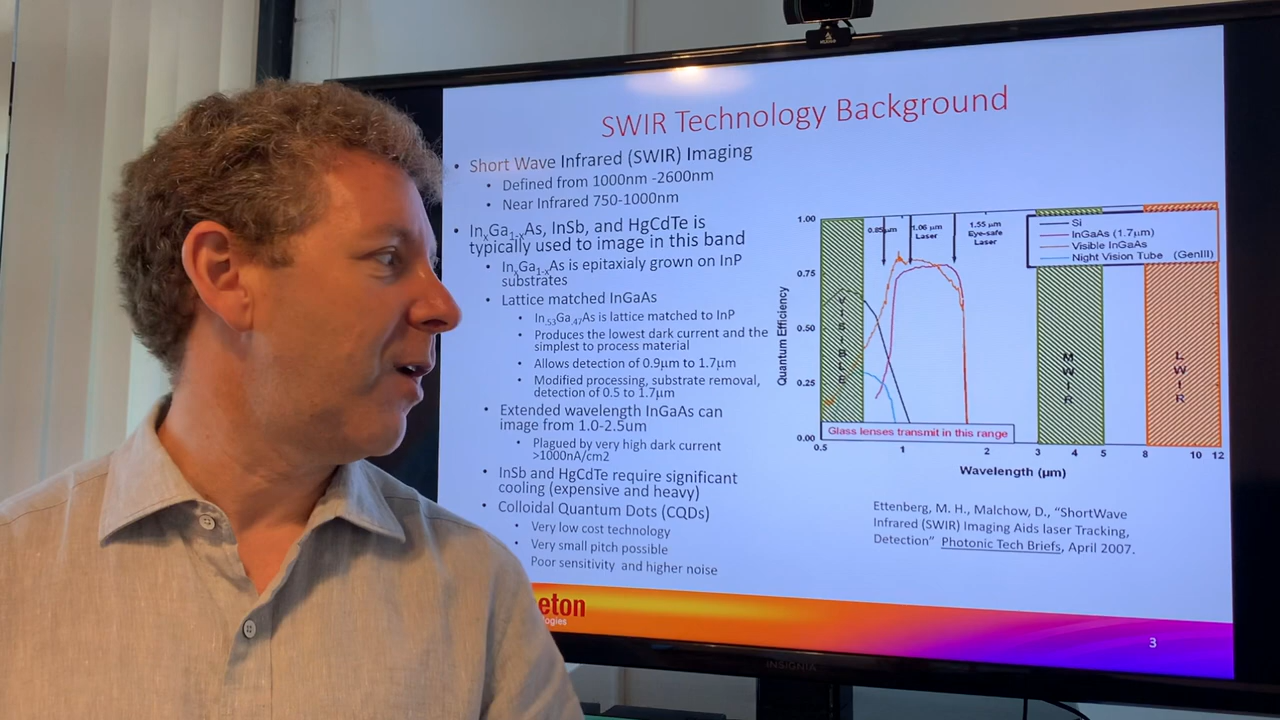 SWIR Technology Background
• Short Wave Infrared (SWIR) Imaging
• Defined from 1000nm -2600nm
• Near Infrared 750-1000nm
• InxGa1-xAs, InSb, and HgCdTe is
typically used to image in this band
• InxGa1-xAs is epitaxialy grown on InP
substrates
• Lattice matched InGaAs
• In.53Ga.47As is lattice matched to InP
• Produces the lowest dark current and the
simplest to process material
• Allows detection of 0.9µm to 1.7µm
• Modified processing, substrate removal,
detection of 0.5 to 1.7µm
• Extended wavelength InGaAs can
image from 1.0-2.5um
• Plagued by very high dark current
>1000nA/cm2
• InSb and HgCdTe require significant
cooling (expensive and heavy)
• Colloidal Quantum Dots (CQDs)
• Very low cost technology
• Very small pitch possible
Poor sensitivity and higher noise
Quantum Efficiency
1.00
0.75
0.50
0.25
0.00
0.85µm
1.06 µm
Laser
1.55 µm
Eye-safe
Laser
Si
InGaAs (1.7µm)
Visible InGaAs
Night Vision Tube (GenIII)
VISIBLE
MWIR
LWIR
Glass lenses transmit in this range
0.5 1 2 3 4 5 8 10 12
Wavelength (µm)
Ettenberg, M. H., Malchow, D., “ShortWave
Infrared (SWIR) Imaging Aids laser Tracking,
Detection” Photonic Tech Briefs, April 2007.
eton
ogies
3
INSIGNIA